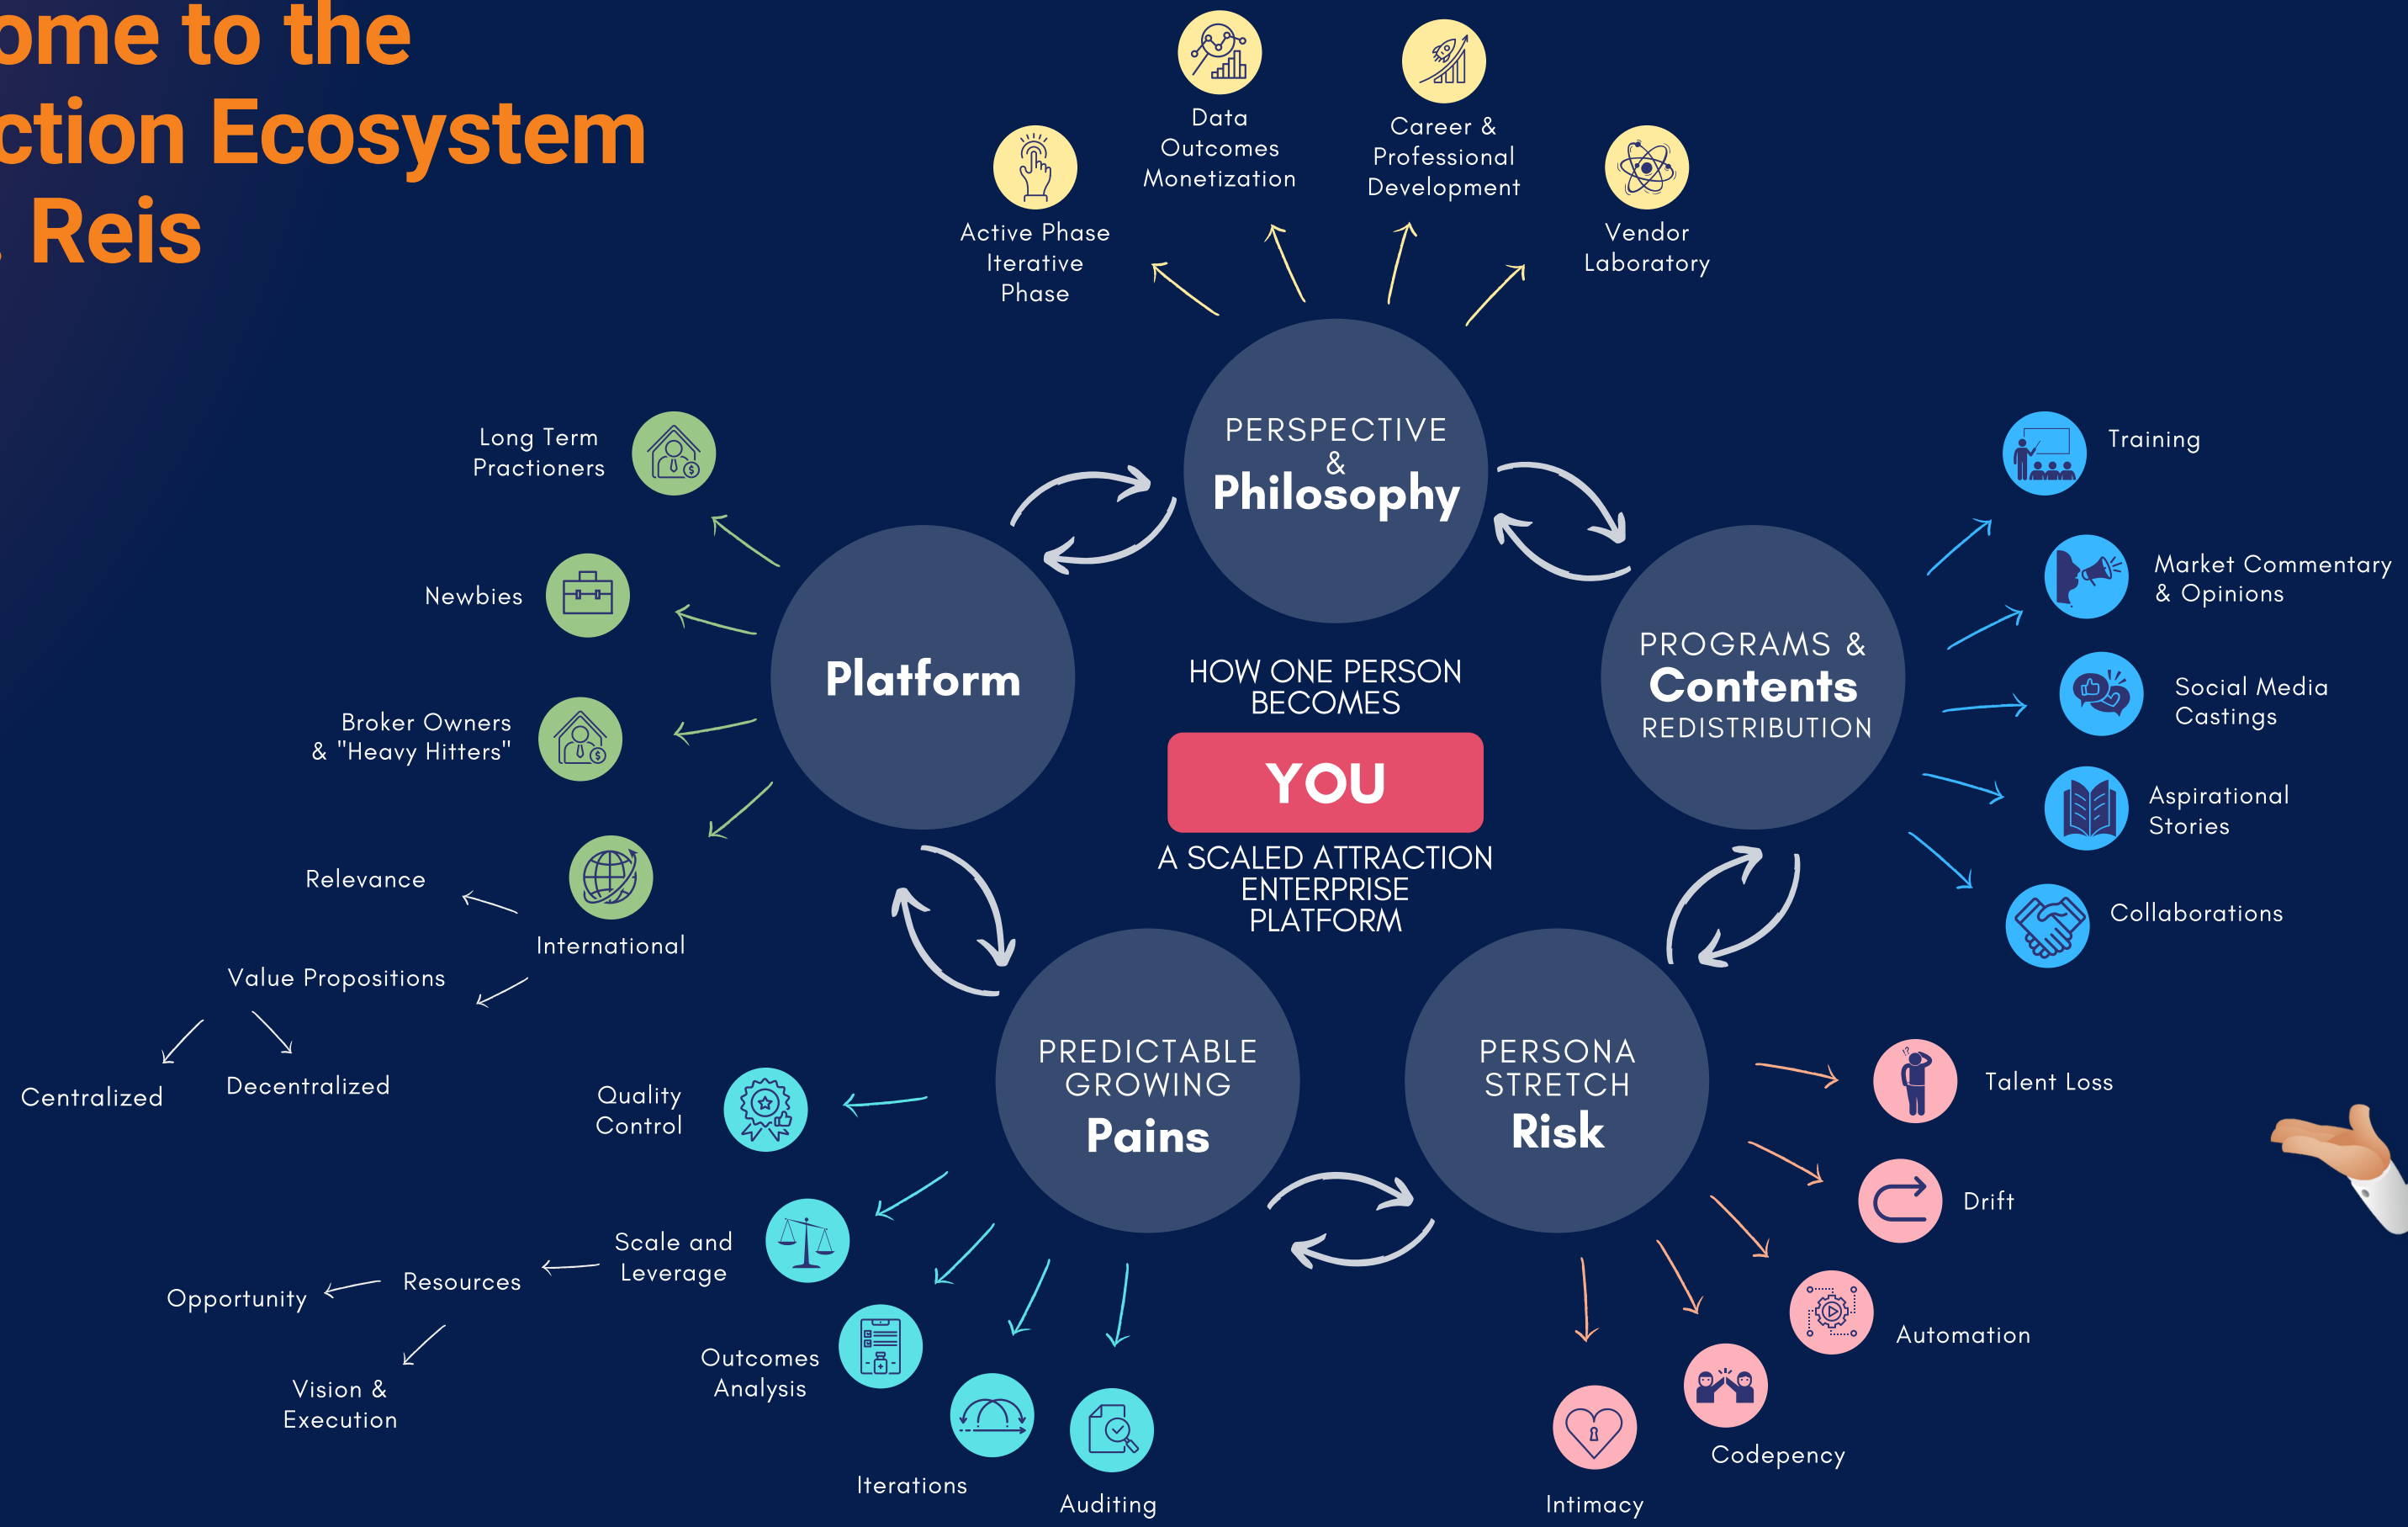 ome to the
ction Ecosystem
. Reis
Data
Outcomes
Monetization
Career &
Professional
Development
Active Phase
Iterative
Phase
Vendor
Laboratory
PERSPECTIVE
&
Philosophy
Long Term
Practioners
Newbies
Broker Owners
& "Heavy Hitters"
International
Relevance
Value Propositions
Centralized
Decentralized
Platform
HOW ONE PERSON
BECOMES
YOU
A SCALED ATTRACTION
ENTERPRISE
PLATFORM
PROGRAMS &
Contents
REDISTRIBUTION
Training
Market Commentary
& Opinions
Social Media
Castings
Aspirational
Stories
Collaborations
PREDICTABLE
GROWING
Pains
Quality
Control
Scale and
Leverage
Resources
Opportunity
Vision &
Execution
Outcomes
Analysis
Iterations
Auditing
PERSONA
STRETCH
Risk
Talent Loss
Drift
Automation
Codepency
Intimacy